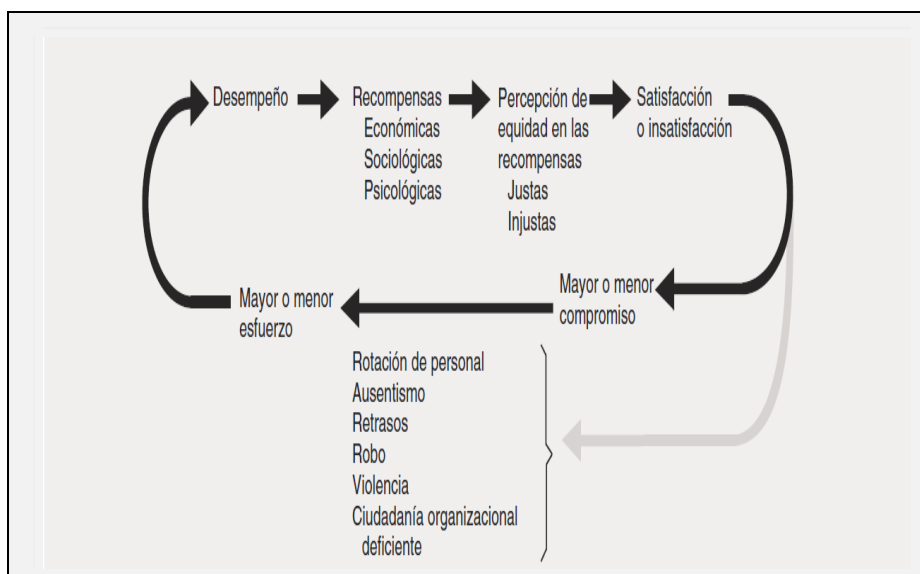 Desempeño
Recompensas
Económicas
Sociológicas
Psicológicas
Percepción de
equidad en las
recompensas
Justas
Injustas
Satisfacción
o insatisfacción
Mayor o menor
compromiso
Mayor o menor
esfuerzo
Rotación de personal
Ausentismo
Retrasos
Robo
Violencia
Ciudadanía organizacional
deficiente